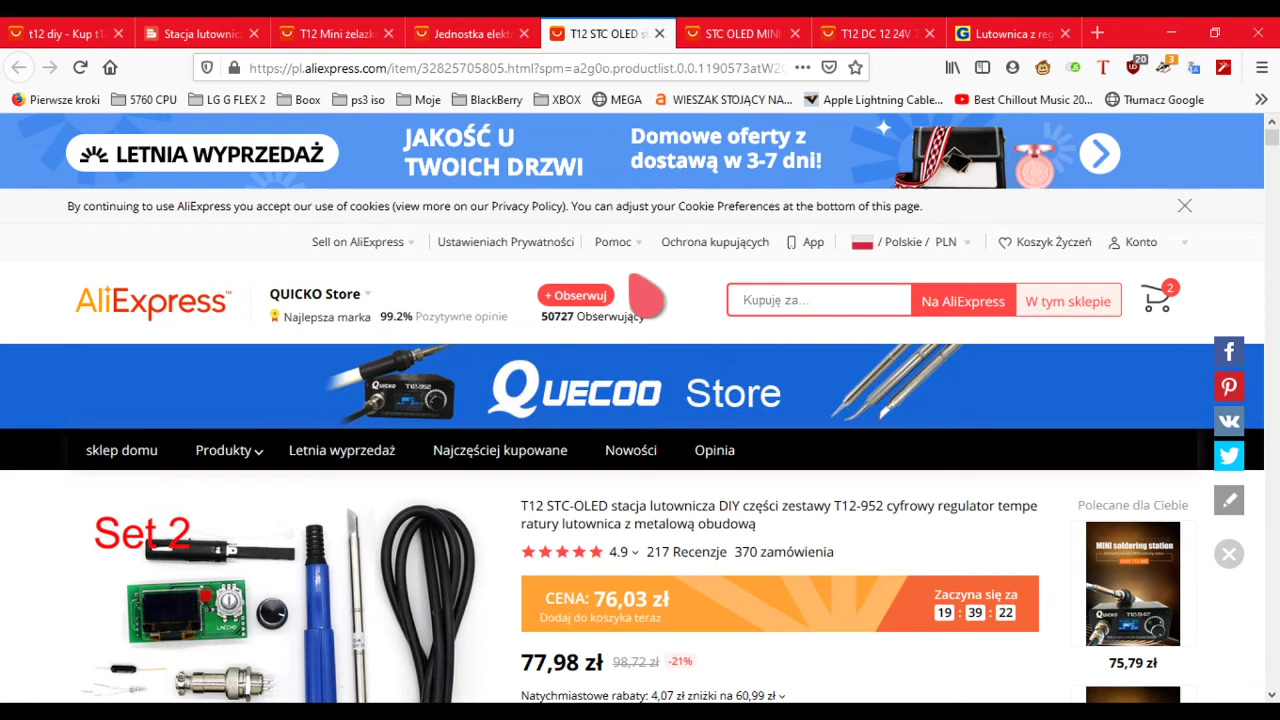 t12 diy - Kup t1
Stacja lutownic
T12 Mini żelazk
Jednostka elekt
T12 STC OLED st
STC OLED MINI
T12 DC 12 24V
Lutownica z reg
https://pl.aliexpress.com/item/32825705805.html?spm=a2g0o.productlist.0.0.1190573atW2
20
3
Pierwsze kroki
5760 CPU
LG G FLEX 2
Boox
ps3 iso
Moje
BlackBerry
XBOX
MEGA
WIESZAK STOJĄCY NA...
Apple Lightning Cable...
Best Chillout Music 20...
Tłumacz Google
LETNIA WYPRZEDAŻ
JAKOŚĆ U
TWOICH DRZWI
Domowe oferty z
dostawą w 3-7 dni!
By continuing to use AliExpress you accept our use of cookies (view more on our Privacy Policy). You can adjust your Cookie Preferences at the bottom of this page.
Sell on AliExpress
Ustawieniach Prywatności
Pomoc
Ochrona kupujących
App
/ Polskie / PLN
Koszyk Życzeń
Konto
AliExpress™
QUICKO Store
Najlepsza marka
99.2% Pozytywne opinie
+ Obserwuj
50727 Obserwujący
Kupuję za...
Na AliExpress
W tym sklepie
2
QUICKO T12-952
QUECOO Store
sklep domu
Produkty
Letnia wyprzedaż
Najczęściej kupowane
Nowości
Opinia
Set 2
T12 STC-OLED stacja lutownicza DIY części zestawy T12-952 cyfrowy regulator tempe
ratury lutownica z metalową obudową
4.9
217 Recenzje
370 zamówienia
CENA: 76,03 zł
Dodaj do koszyka teraz
Zaczyna się za
19 : 39 : 22
77,98 zł
98,72 zł
-21%
Natychmiastowe rabaty: 4,07 zł zniżki na 60,99 zł
Polecane dla Ciebie
MINI soldering station
QUICKO T12-942
75,79 zł